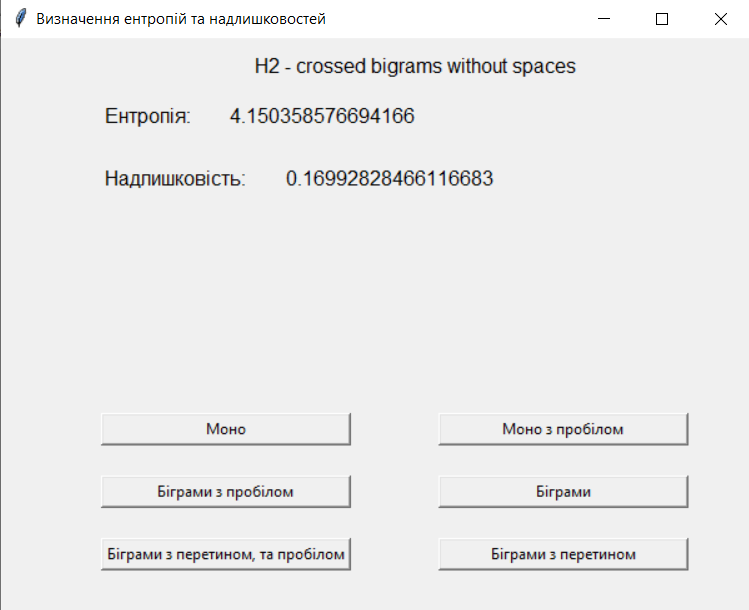 Визначення ентропій та надлишковостей
H2 - crossed bigrams without spaces
Ентропія: 4.150358576694166
Надлишковість: 0.16992828466116683
Моно Моно з пробілом
Біграми з пробілом Біграми
Біграми з перетином, та пробілом Біграми з перетином